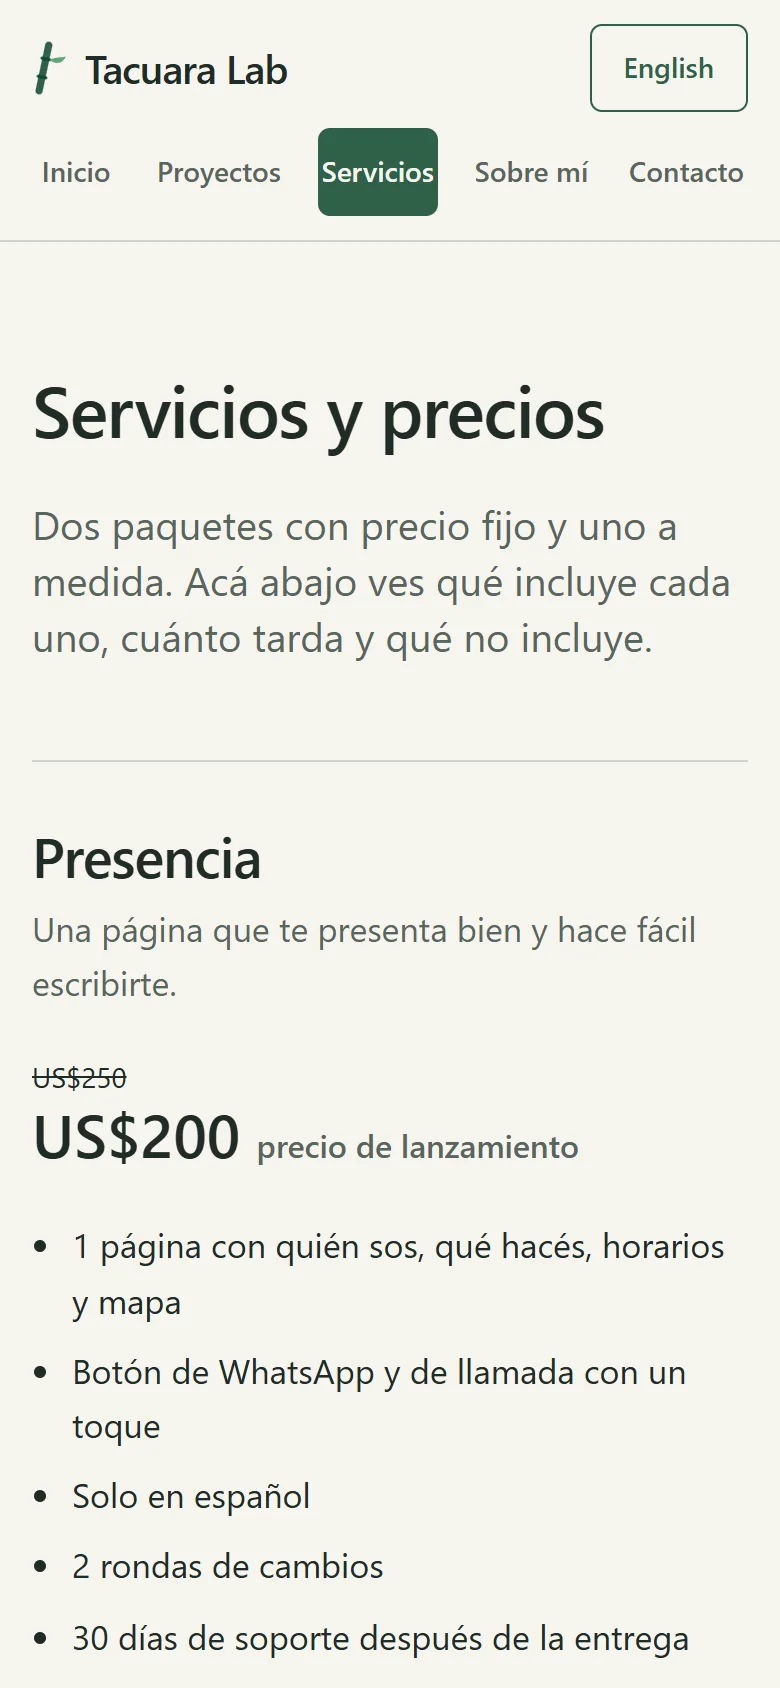 Tacuara Lab
English
Inicio
Proyectos
Servicios
Sobre mí
Contacto
Servicios y precios
Dos paquetes con precio fijo y uno a
medida. Acá abajo ves qué incluye cada
uno, cuánto tarda y qué no incluye.
Presencia
Una página que te presenta bien y hace fácil
escribirte.
US$250
US$200 precio de lanzamiento
• 1 página con quién sos, qué hacés, horarios
y mapa
• Botón de WhatsApp y de llamada con un
toque
• Solo en español
• 2 rondas de cambios
• 30 días de soporte después de la entrega